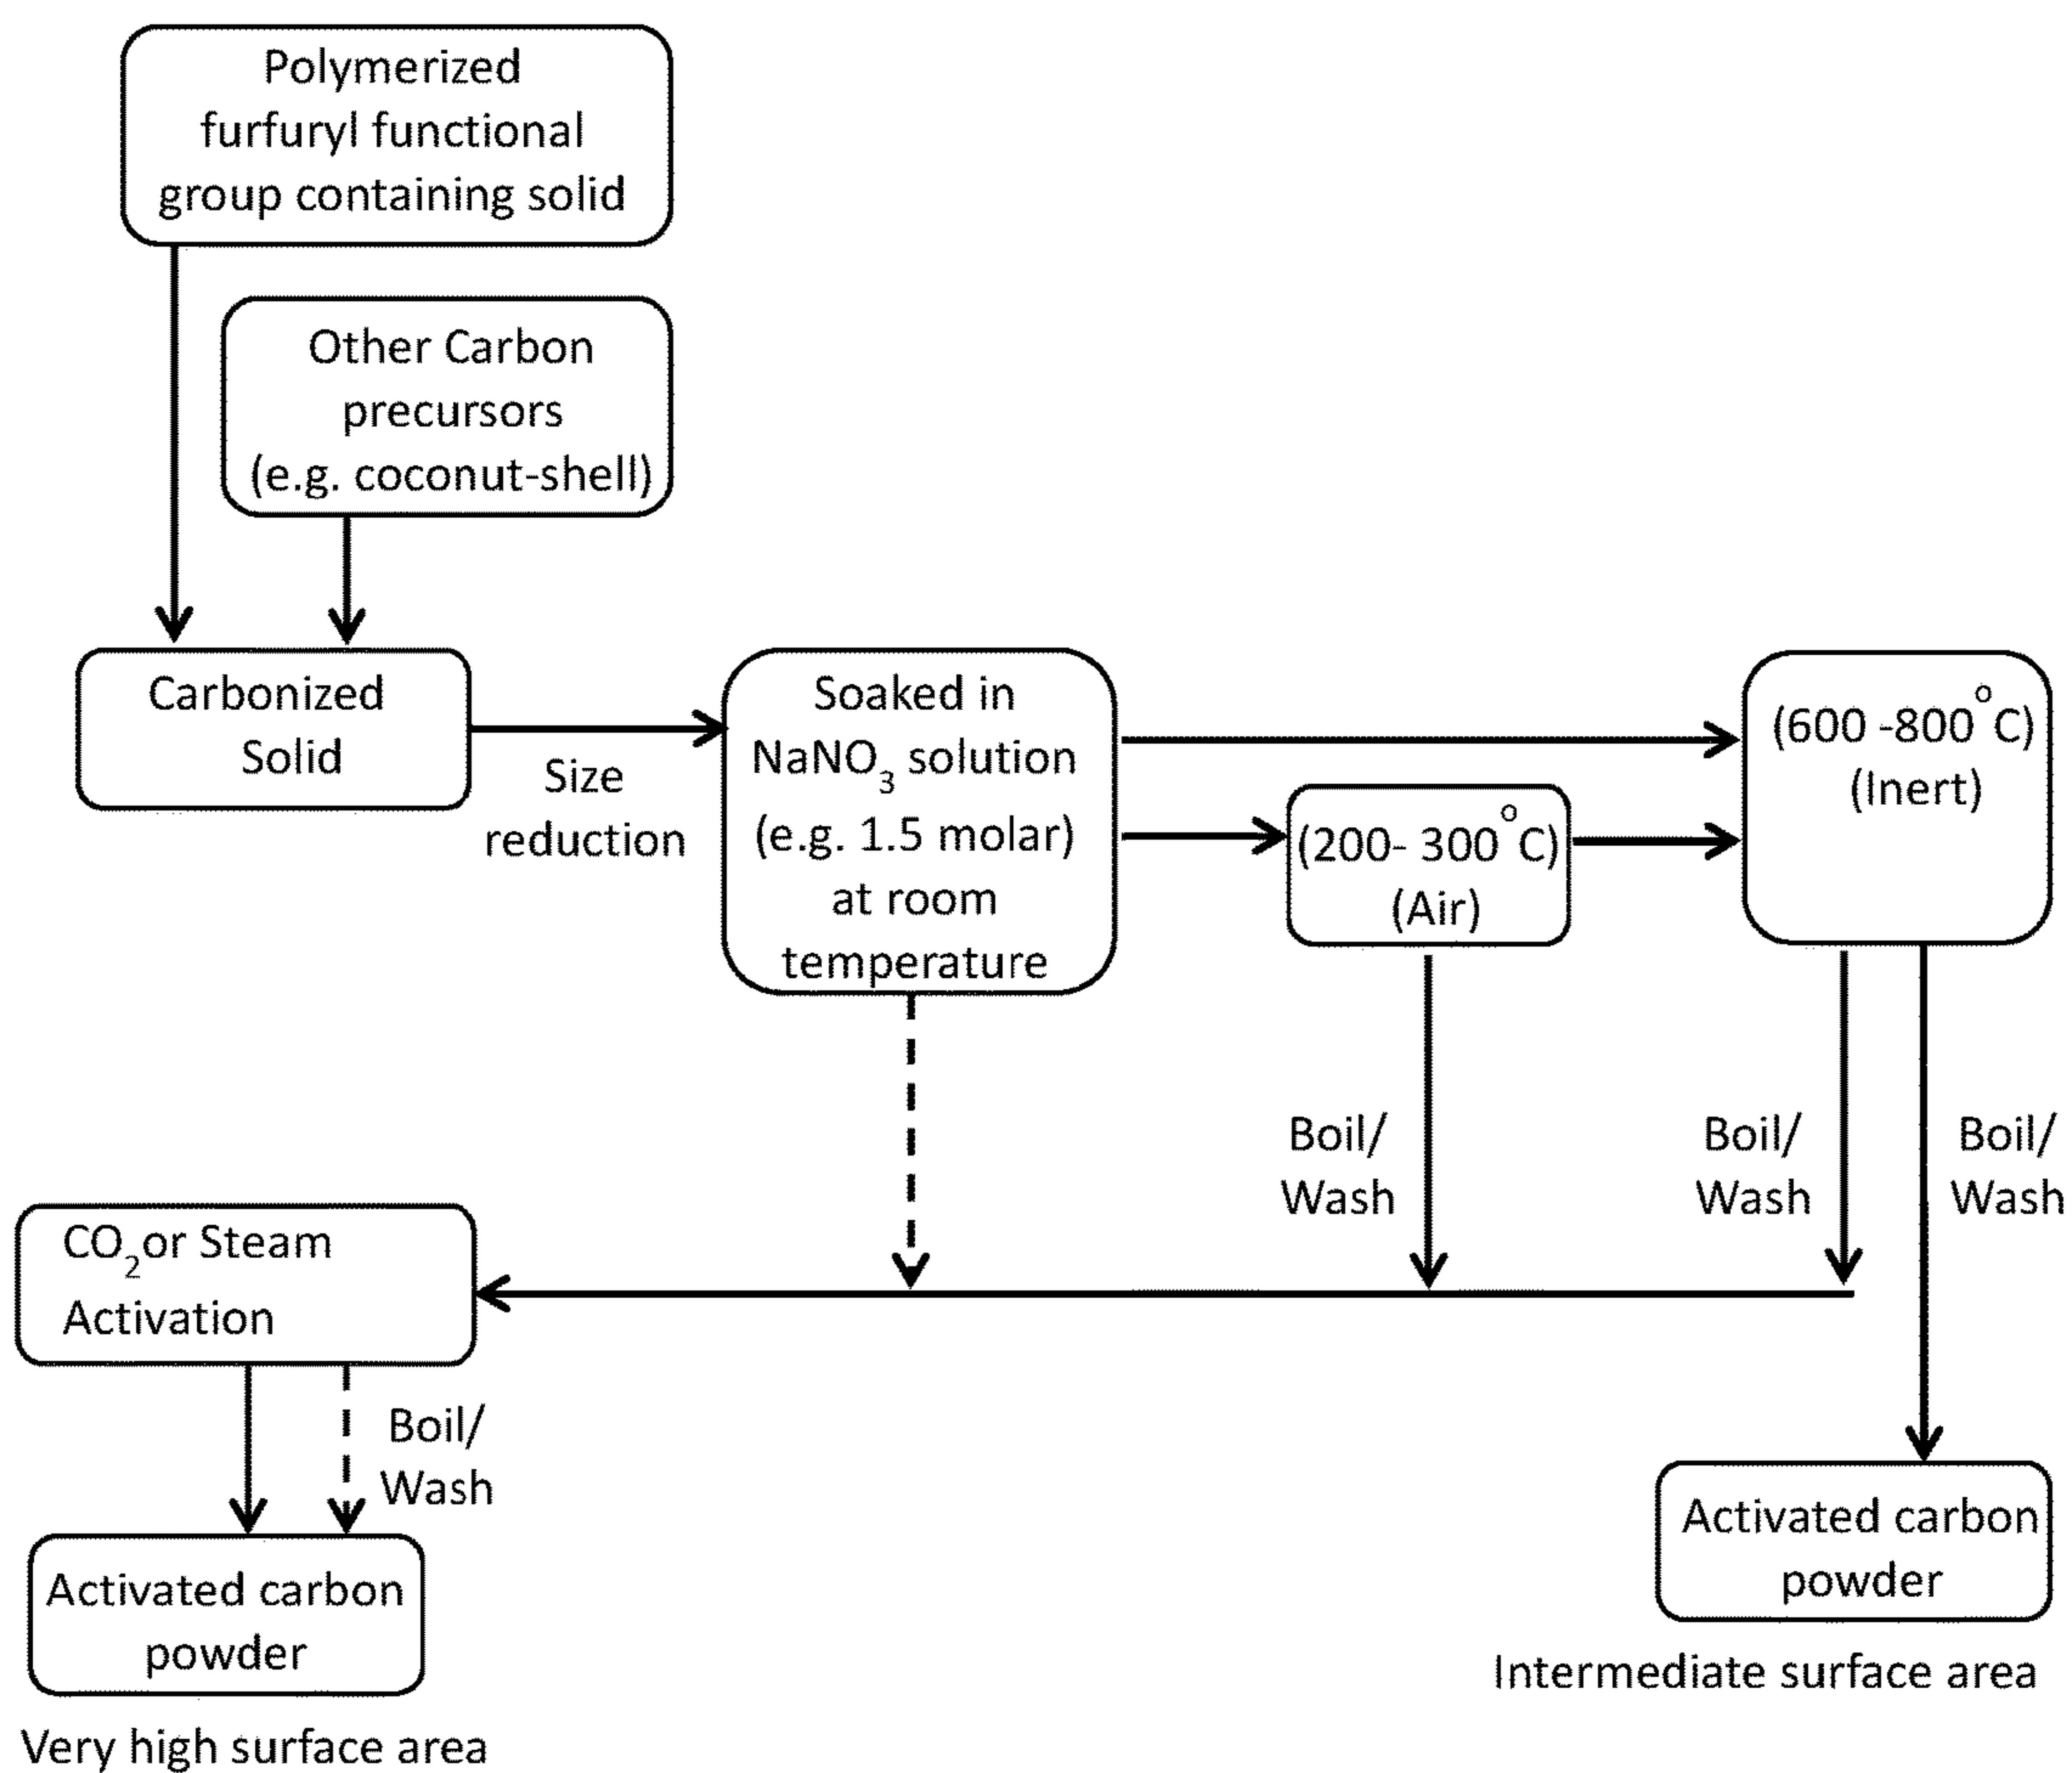 Polymerized
furfuryl functional
group containing solid
Other Carbon
precursors
(e.g. coconut-shell)
Carbonized
Solid
Size
reduction
Soaked in
NaNO₃ solution
(e.g. 1.5 molar)
at room
temperature
(200- 300°C)
(Air)
(600 -800°C)
(Inert)
Boil/
Wash
Boil/
Wash
Boil/
Wash
CO₂or Steam
Activation
Boil/
Wash
Activated carbon
powder
Very high surface area
Activated carbon
powder
Intermediate surface area